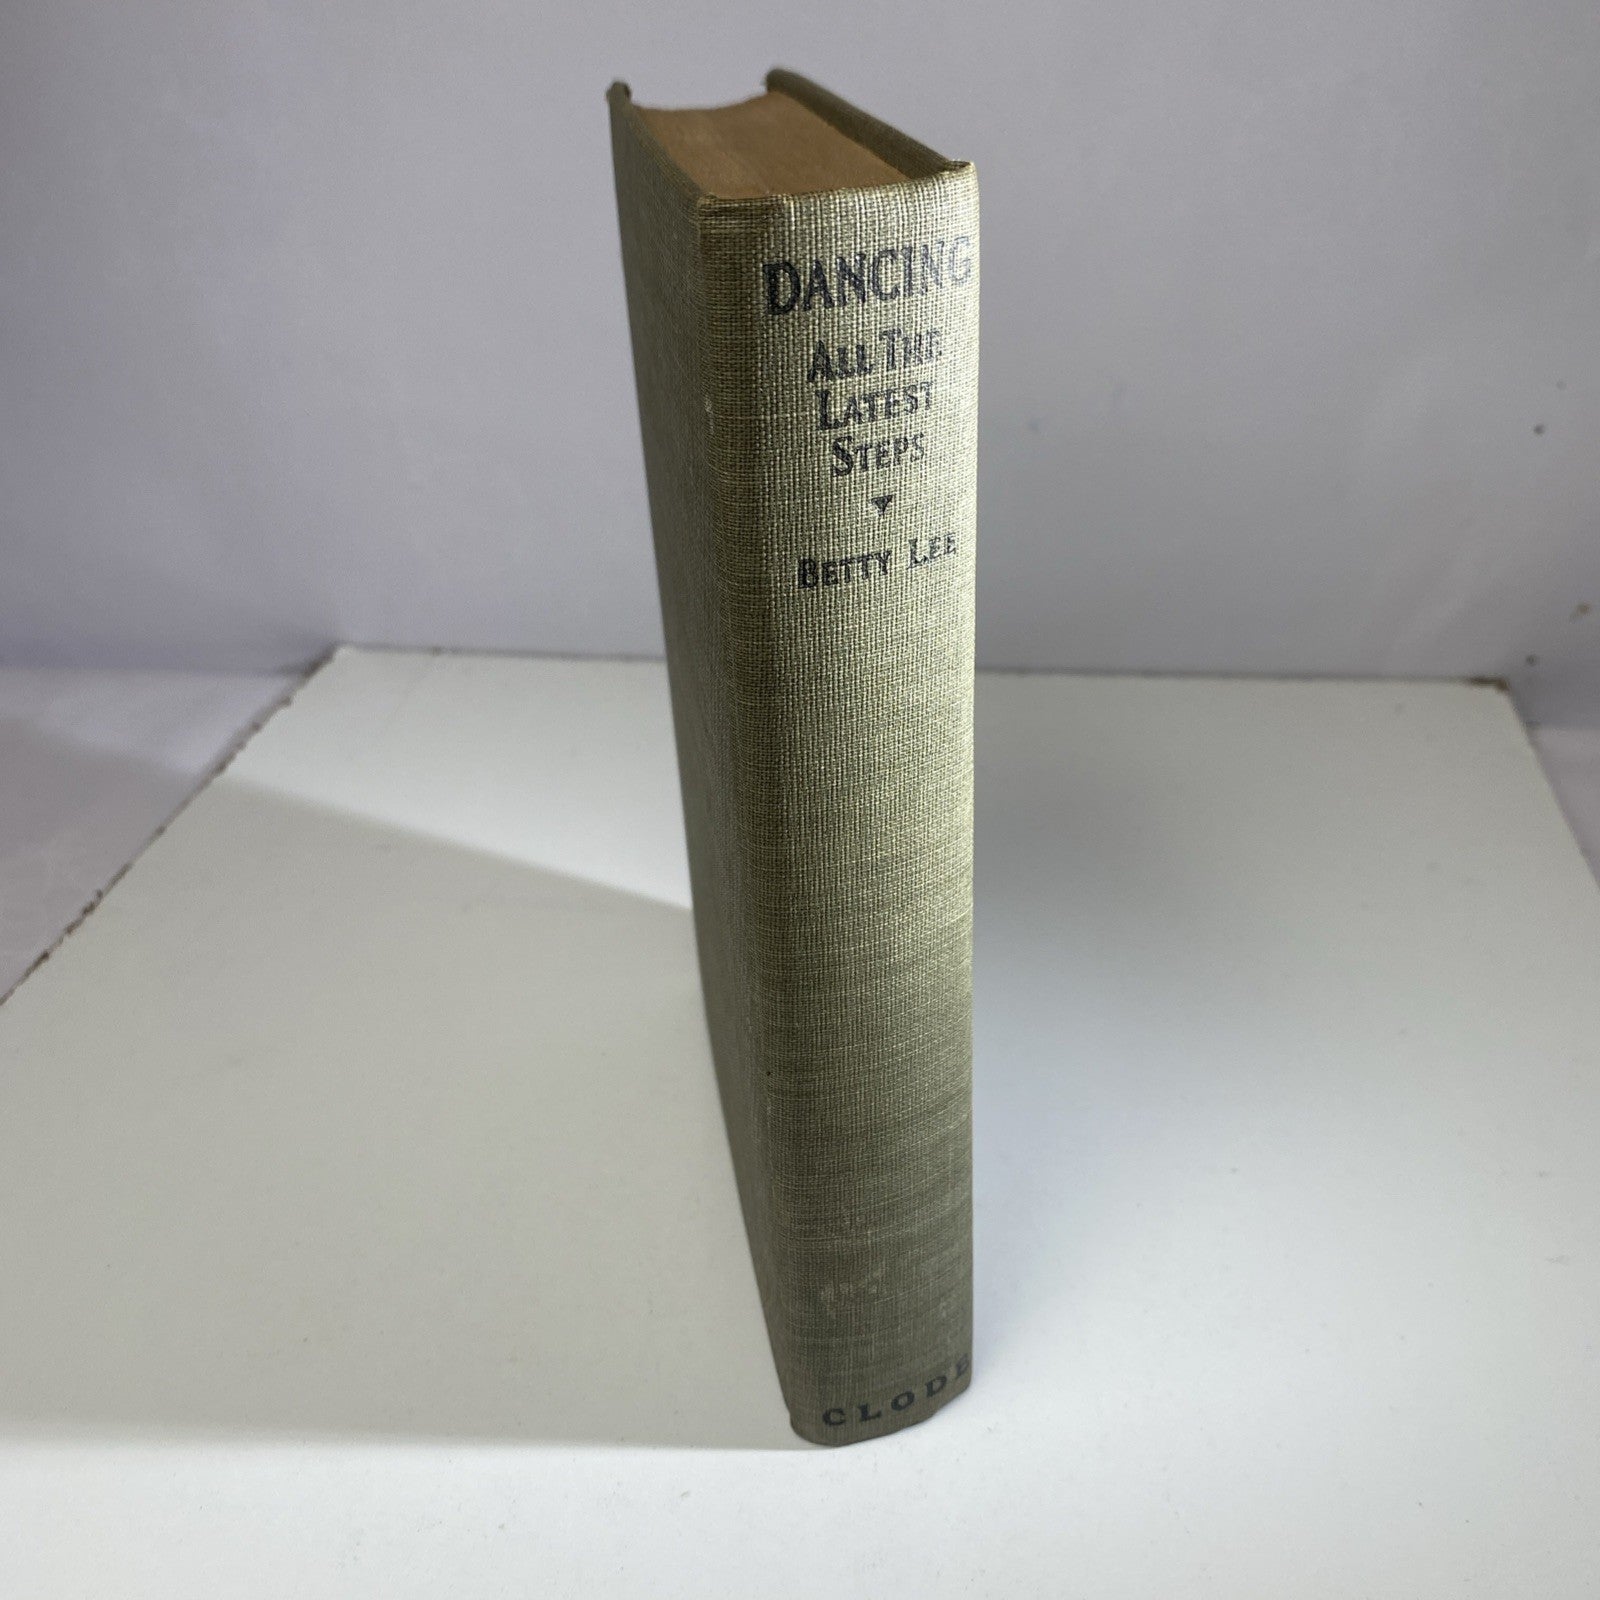 DANCING
ALL THE
LATEST
STEPS
BETTY LEE
CLODE